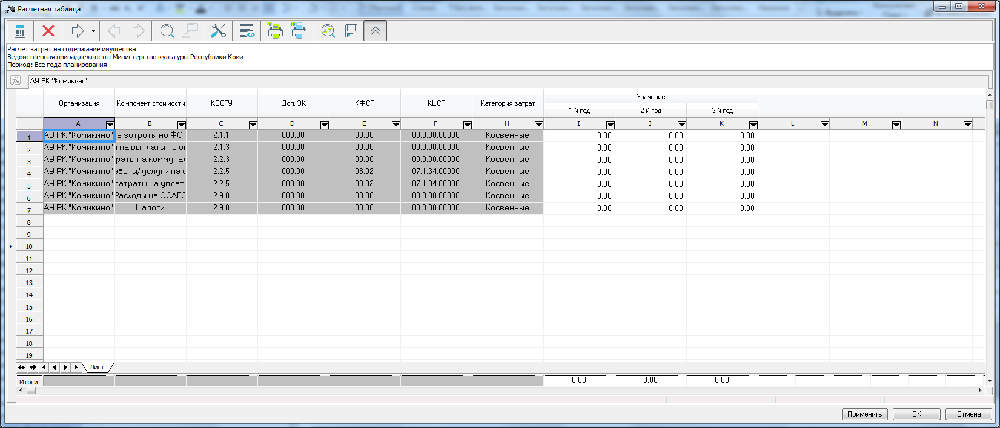 Расчетная таблица
Расчет затрат на содержание имущества
Ведомственная принадлежность: Министерство культуры Республики Коми
Период: Все года планирования
АУ РК "Комикино"
Значение
Организация Компонент стоимости КОСГУ Доп. ЭК КФСР КЦСР Категория затрат 1-й год 2-й год 3-й год
A B C D E F H I J K L M N
1 АУ РК "Комикино" е затраты на ФОТ 2.1.1 000.00 00.00 00.0.00.00000 Косвенные 0.00 0.00 0.00
2 АУ РК "Комикино" на выплаты по 2.1.3 000.00 00.00 00.0.00.00000 Косвенные 0.00 0.00 0.00
3 АУ РК "Комикино" раты на коммунал 2.2.3 000.00 00.00 00.0.00.00000 Косвенные 0.00 0.00 0.00
4 АУ РК "Комикино" аботы/ услуги на с 2.2.5 000.00 08.02 07.1.34.00000 Косвенные 0.00 0.00 0.00
5 АУ РК "Комикино" затраты на уплат 2.2.5 000.00 08.02 07.1.34.00000 Косвенные 0.00 0.00 0.00
6 АУ РК "Комикино" Расходы на ОСАГО 2.9.0 000.00 00.00 00.0.00.00000 Косвенные 0.00 0.00 0.00
7 АУ РК "Комикино" Налоги 2.9.0 000.00 00.00 00.0.00.00000 Косвенные 0.00 0.00 0.00
8
9
10
11
12
13
14
15
16
17
18
19
Лист
Итоги 0.00 0.00 0.00
Применить OK Отмена